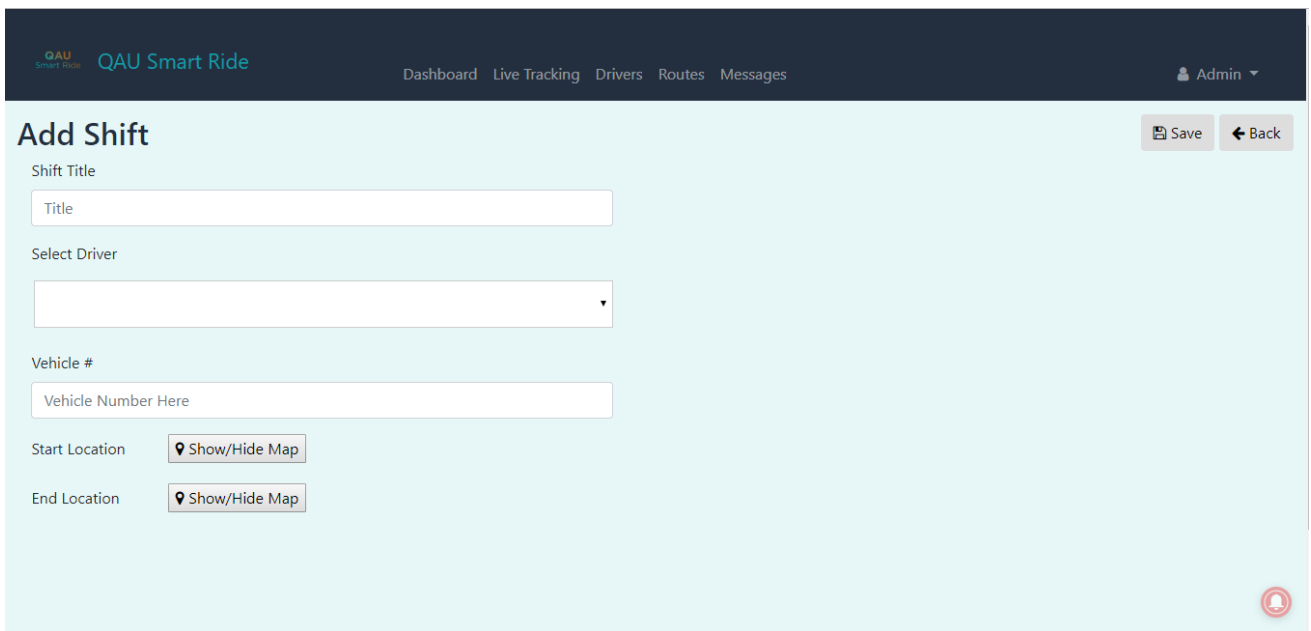 QAU
Smart Ride
QAU Smart Ride
Dashboard Live Tracking Drivers Routes Messages
Admin
Add Shift
Save
Back
Shift Title
Title
Select Driver
Vehicle #
Vehicle Number Here
Start Location
Show/Hide Map
End Location
Show/Hide Map